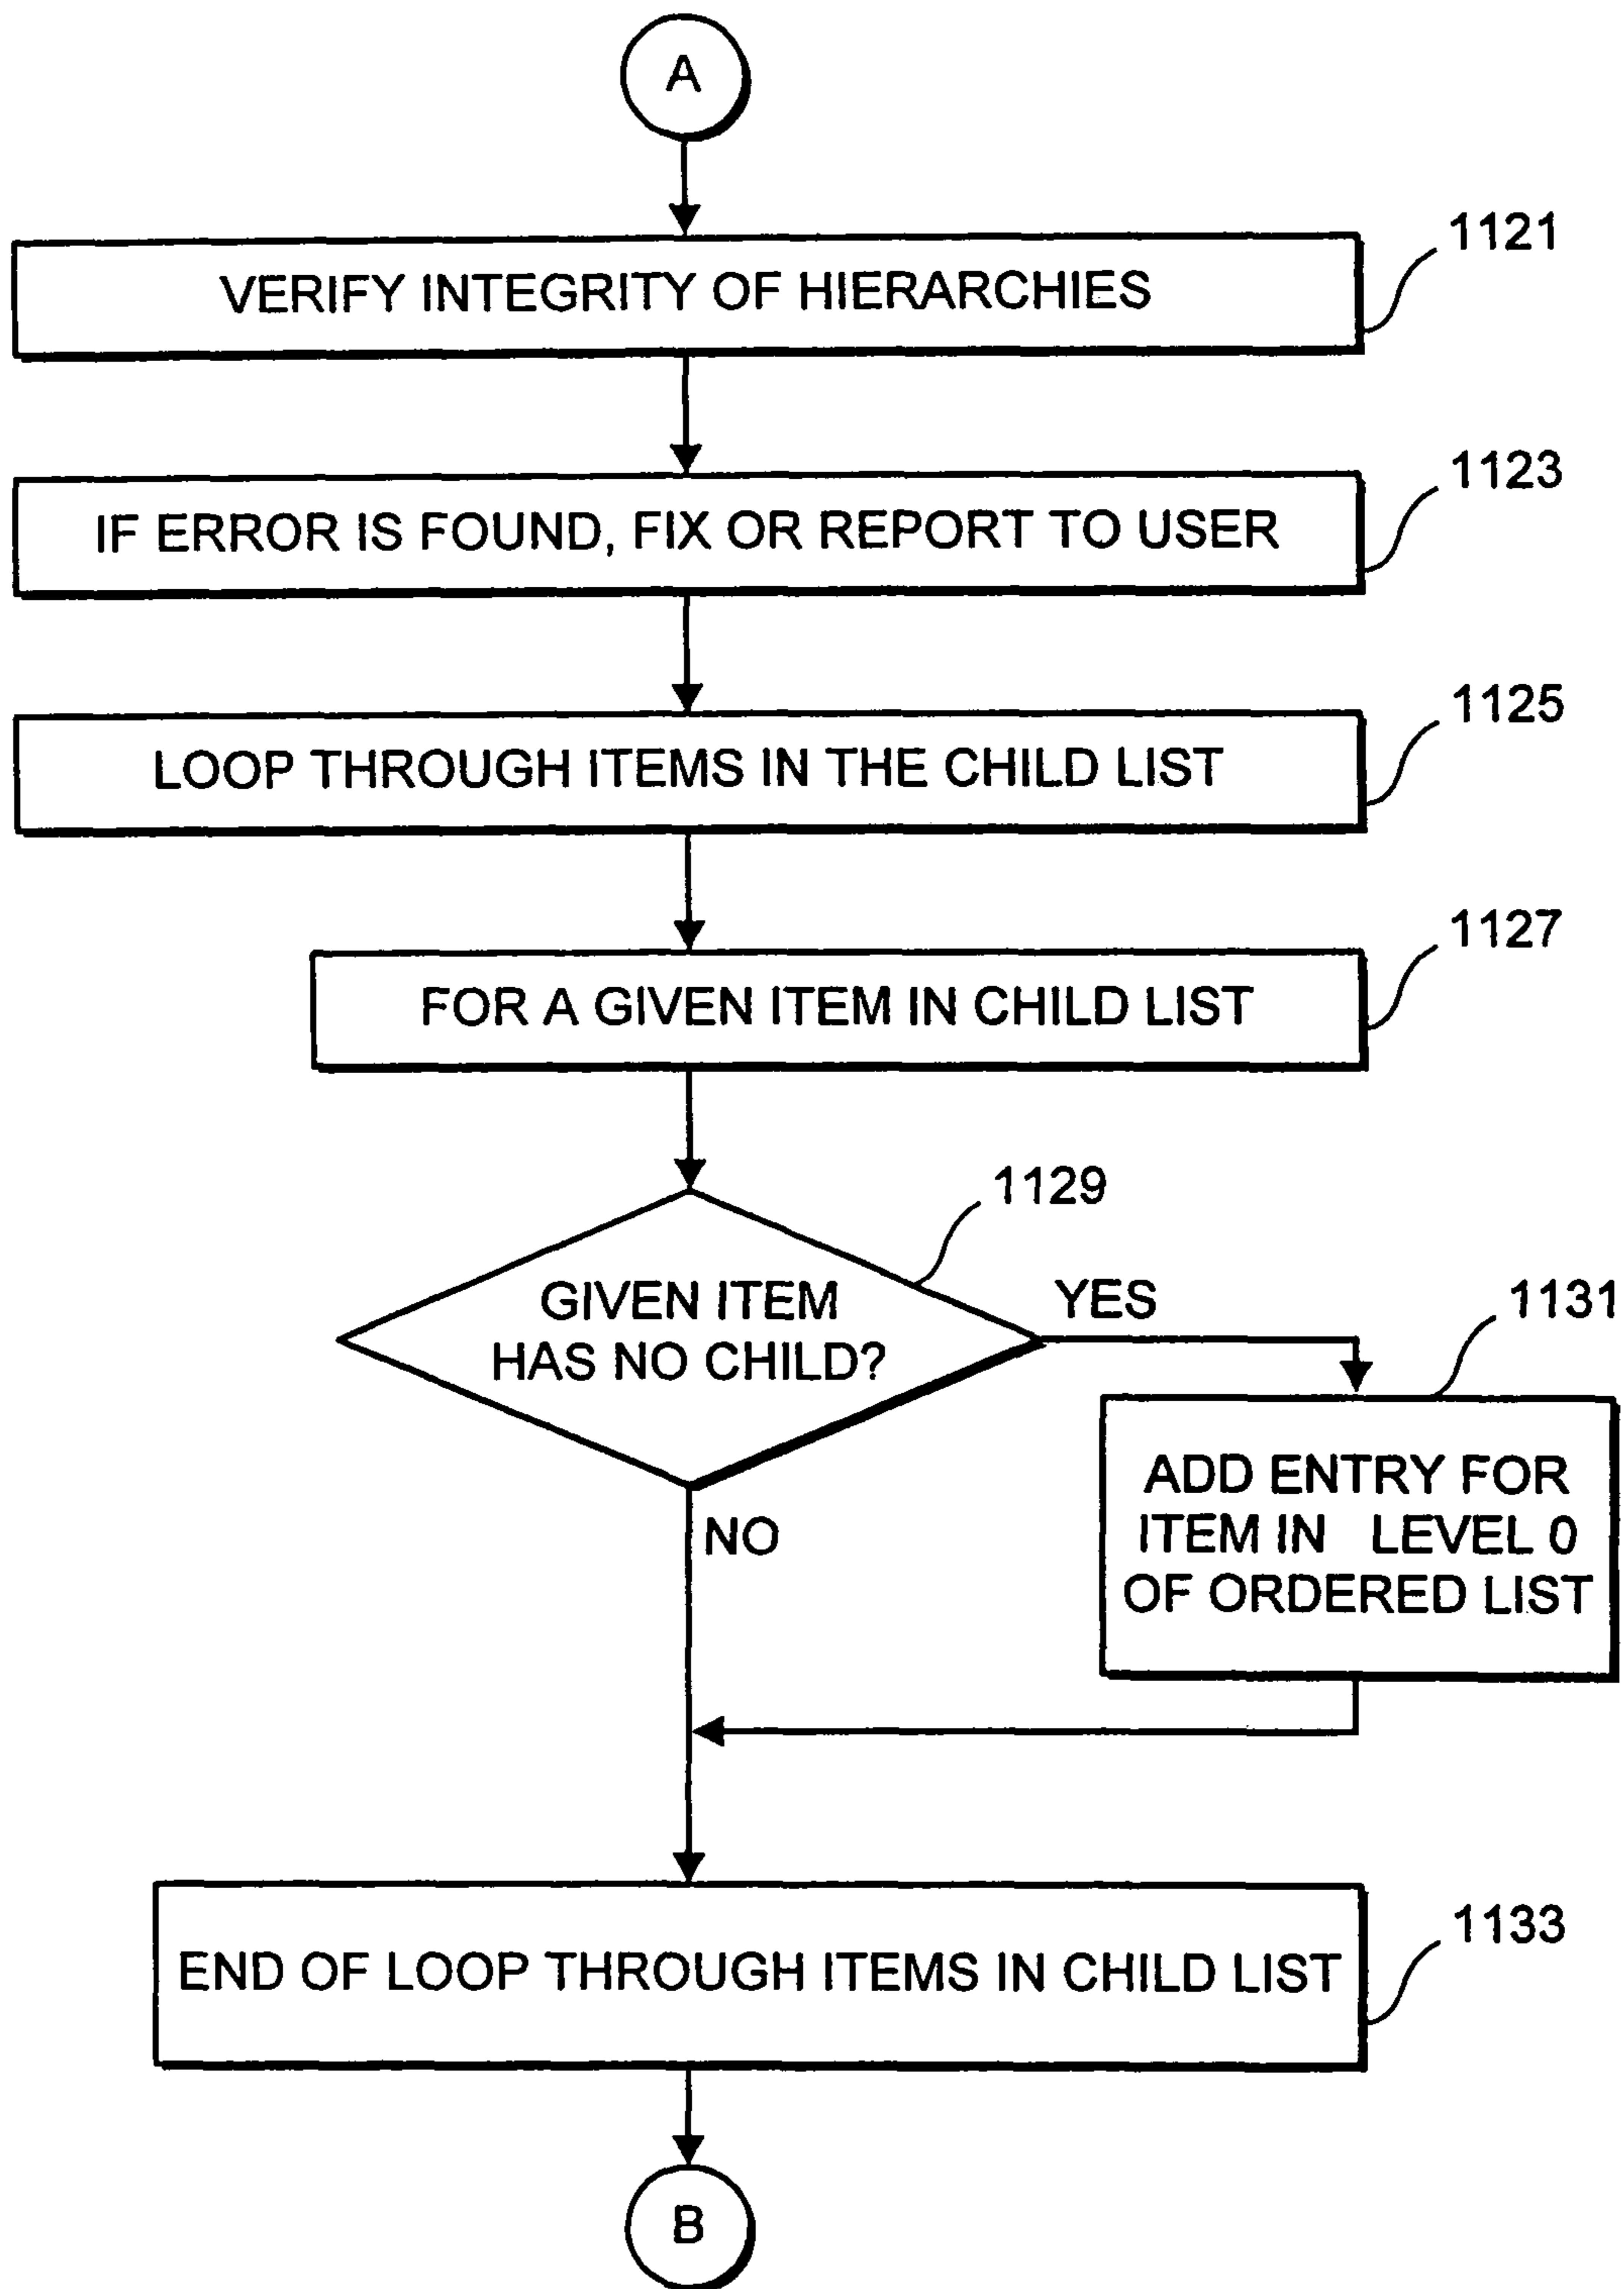 A
1121
VERIFY INTEGRITY OF HIERARCHIES
1123
IF ERROR IS FOUND, FIX OR REPORT TO USER
1125
LOOP THROUGH ITEMS IN THE CHILD LIST
1127
FOR A GIVEN ITEM IN CHILD LIST
1129
GIVEN ITEM
HAS NO CHILD?
YES
1131
ADD ENTRY FOR
ITEM IN LEVEL 0
OF ORDERED LIST
NO
1133
END OF LOOP THROUGH ITEMS IN CHILD LIST
B